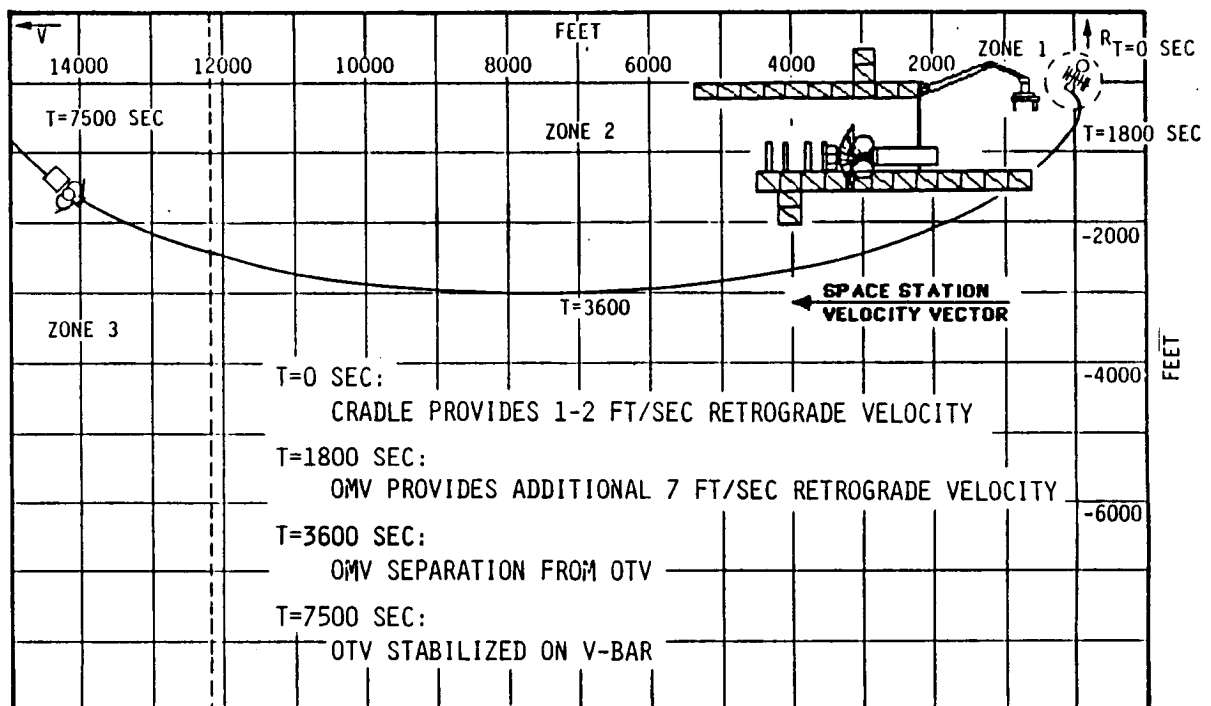 V
FEET
R
14000 12000 10000 8000 6000 4000 2000
ZONE 1
T=0 SEC
T=7500 SEC
ZONE 2
T=1800 SEC
-2000
T=3600
SPACE STATION
VELOCITY VECTOR
ZONE 3
-4000
FEET
T=0 SEC:
CRADLE PROVIDES 1-2 FT/SEC RETROGRADE VELOCITY
T=1800 SEC:
OMV PROVIDES ADDITIONAL 7 FT/SEC RETROGRADE VELOCITY
-6000
T=3600 SEC:
OMV SEPARATION FROM OTV
T=7500 SEC:
OTV STABILIZED ON V-BAR